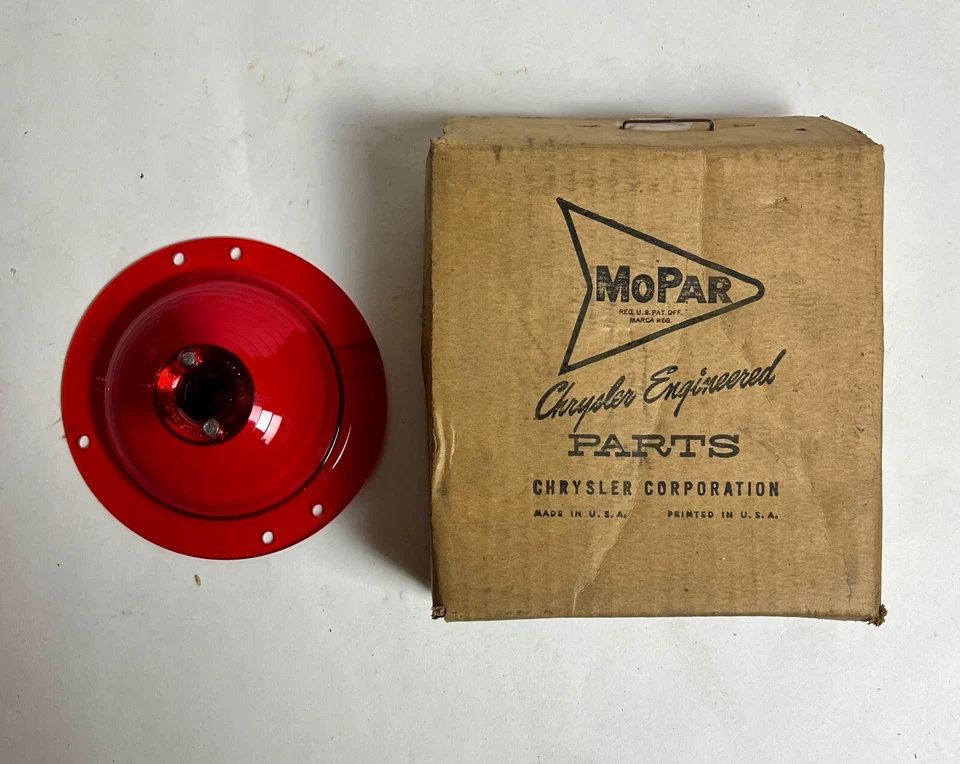 MoPAR
REG. U.S. PAT. OFF.
MARCA REG.
Chrysler Engineered
PARTS
CHRYSLER CORPORATION
MADE IN U.S.A. PRINTED IN U.S.A.